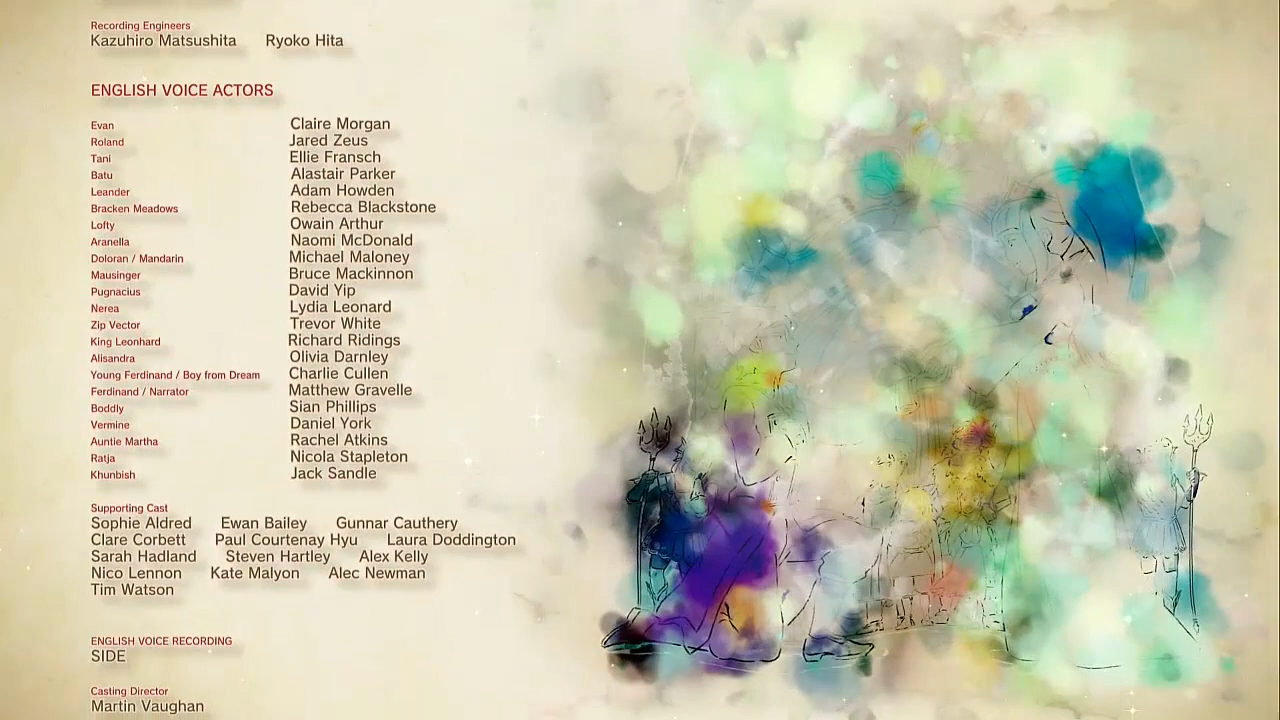 Recording Engineers
Kazuhiro Matsushita Ryoko Hita
ENGLISH VOICE ACTORS
Evan Claire Morgan
Roland Jared Zeus
Tani Ellie Fransch
Batu Alastair Parker
Leander Adam Howden
Bracken Meadows Rebecca Blackstone
Lofty Owain Arthur
Aranella Naomi McDonald
Doloran / Mandarin Michael Maloney
Mausinger Bruce Mackinnon
Pugnacius David Yip
Nerea Lydia Leonard
Zip Vector Trevor White
King Leonhard Richard Ridings
Alisandra Olivia Darnley
Young Ferdinand / Boy from Dream Charlie Cullen
Ferdinand / Narrator Matthew Gravelle
Boddly Sian Phillips
Vermine Daniel York
Auntie Martha Rachel Atkins
Ratja Nicola Stapleton
Khunbish Jack Sandle
Supporting Cast
Sophie Aldred Ewan Bailey Gunnar Cauthery
Clare Corbett Paul Courtenay Hyu Laura Doddington
Sarah Hadland Steven Hartley Alex Kelly
Nico Lennon Kate Malyon Alec Newman
Tim Watson
ENGLISH VOICE RECORDING
SIDE
Casting Director
Martin Vaughan